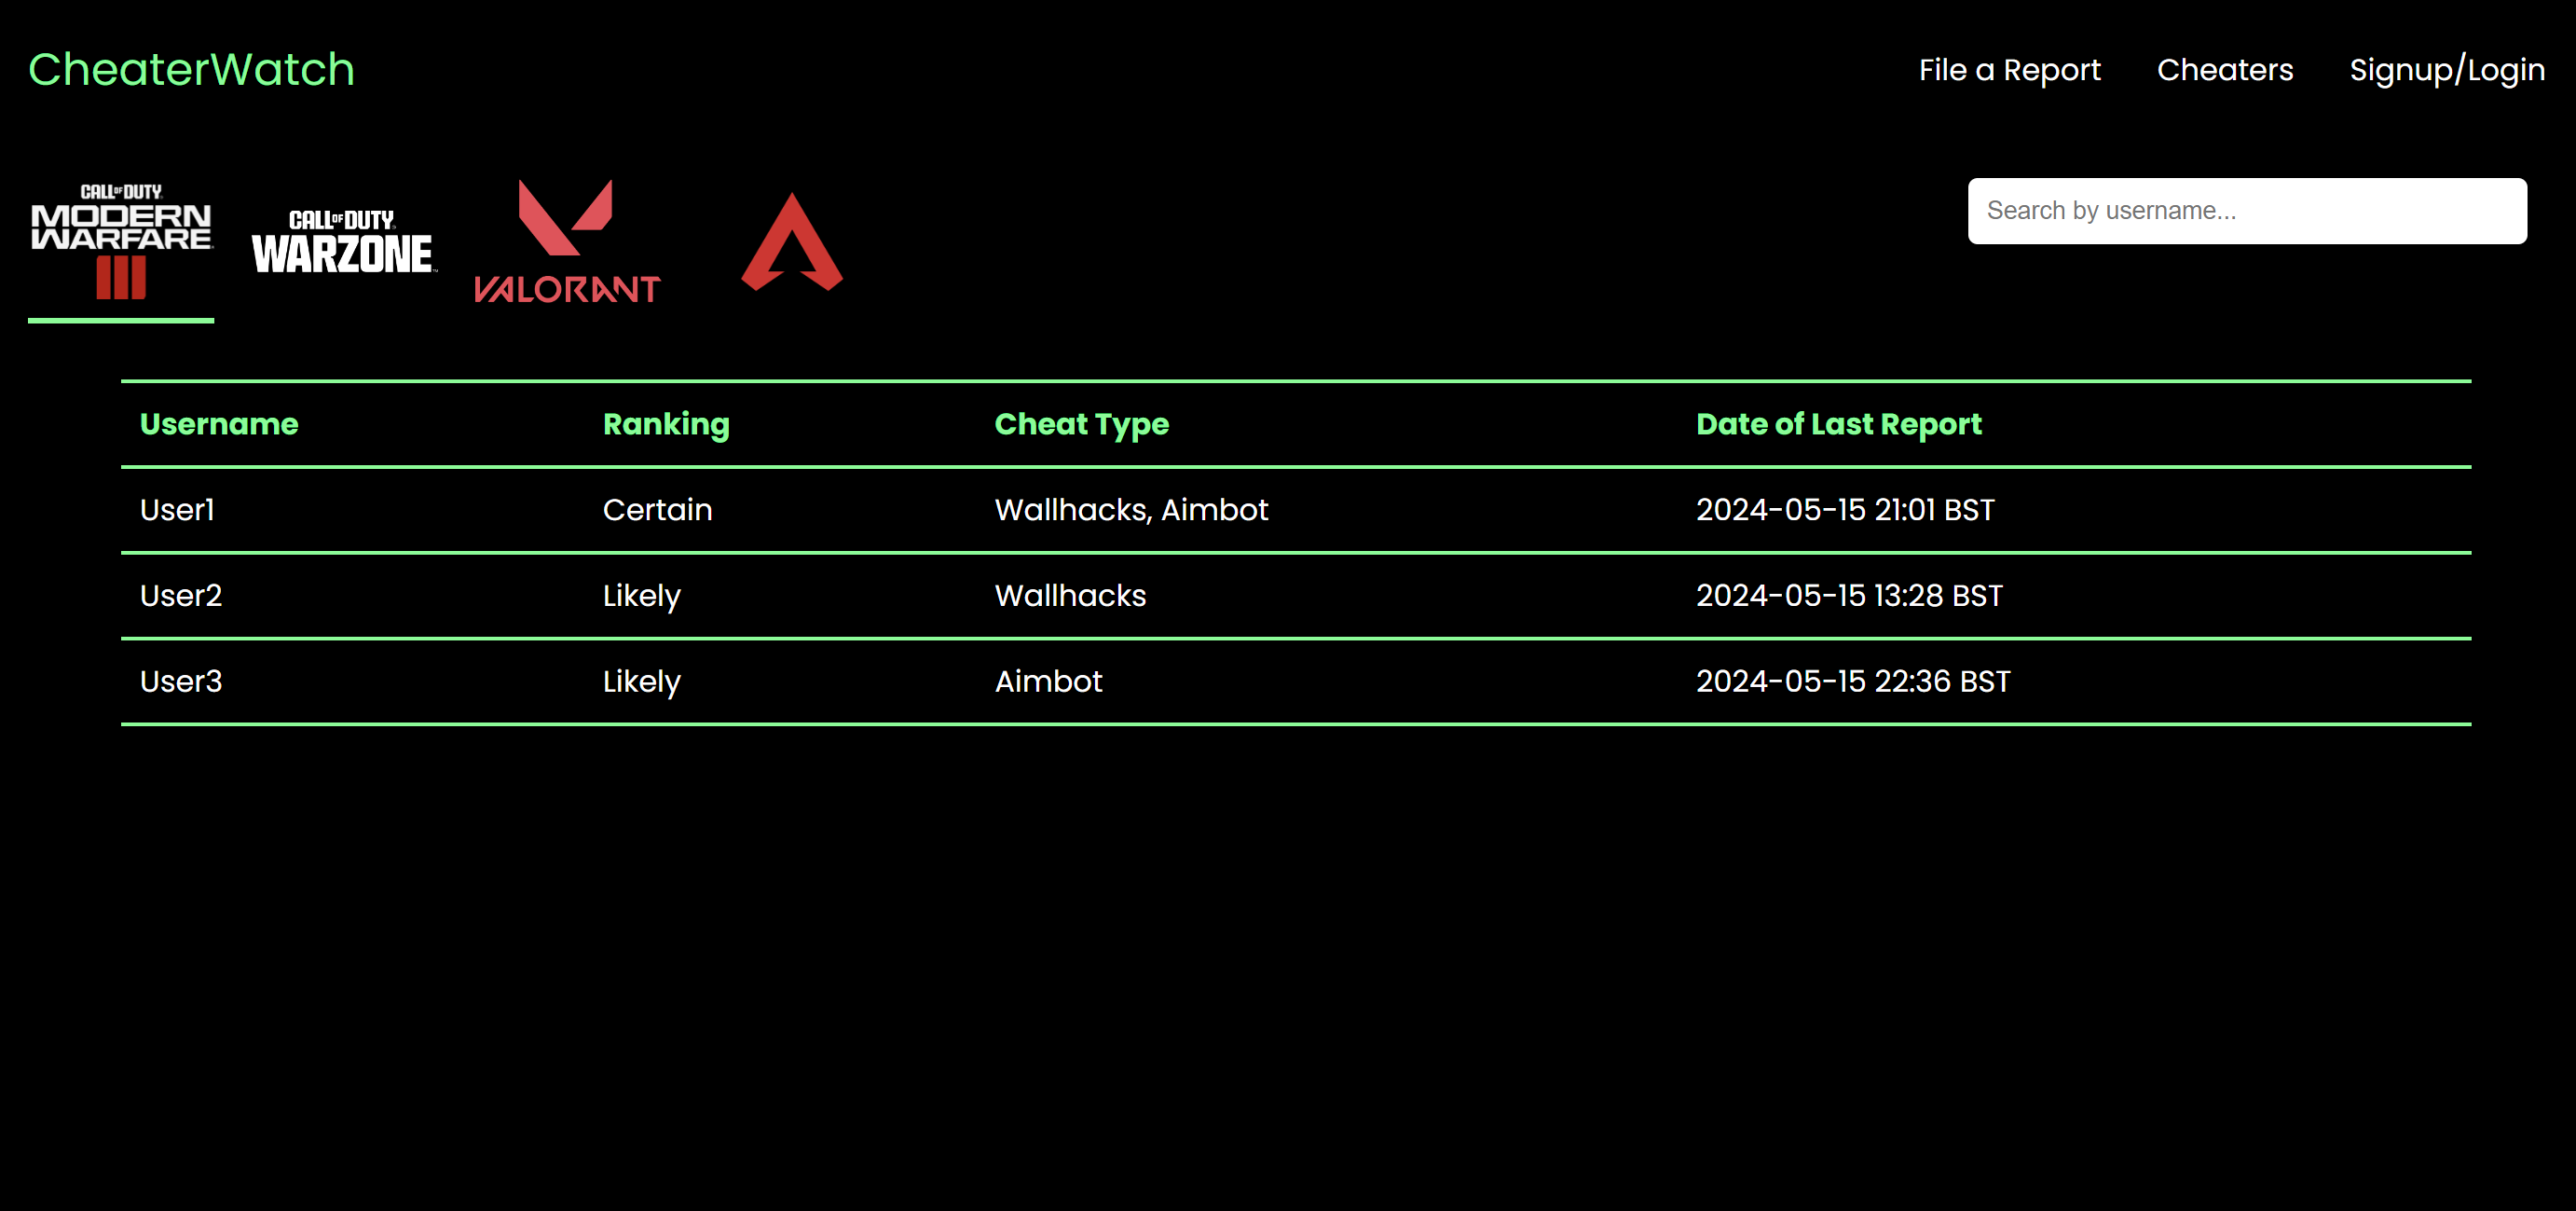 CheaterWatch File a Report Cheaters Signup/Login
CALL OF DUTY
MODERN
WARFARE
III
CALL OF DUTY
WARZONE
VALORANT
Search by username...
Username Ranking Cheat Type Date of Last Report
User1 Certain Wallhacks, Aimbot 2024-05-15 21:01 BST
User2 Likely Wallhacks 2024-05-15 13:28 BST
User3 Likely Aimbot 2024-05-15 22:36 BST